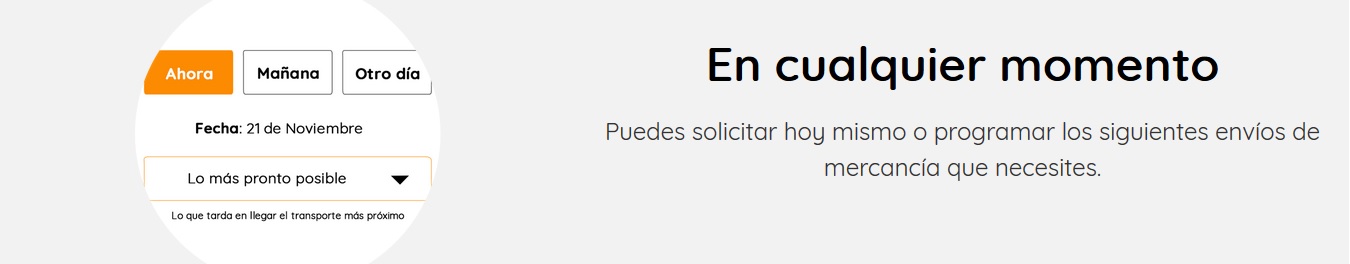 Ahora Mañana Otro día
Fecha: 21 de Noviembre
Lo más pronto posible
Lo que tarda en llegar el transporte más próximo
En cualquier momento
Puedes solicitar hoy mismo o programar los siguientes envíos de
mercancía que necesites.